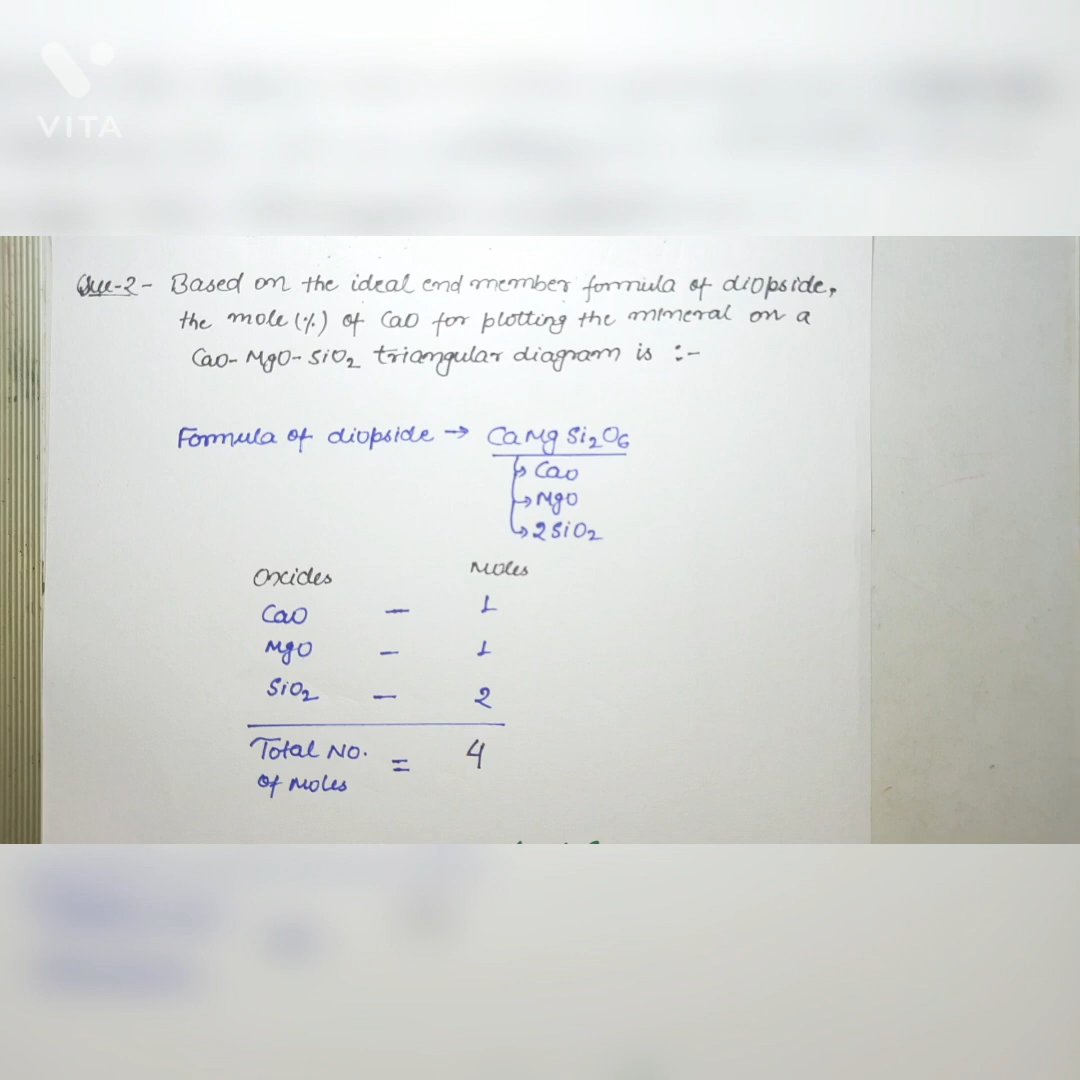 VITA
Que-2- Based on the ideal end member formula of diopside,
the mole (%) of CaO for plotting the mineral on a
CaO-MgO-SiO2 triangular diagram is :-
Formula of diopside → CaMgSi2O6
→ CaO
→ MgO
→ 2SiO2
Oxides Moles
CaO — 1
MgO — 1
SiO2 — 2
Total No. = 4
of Moles